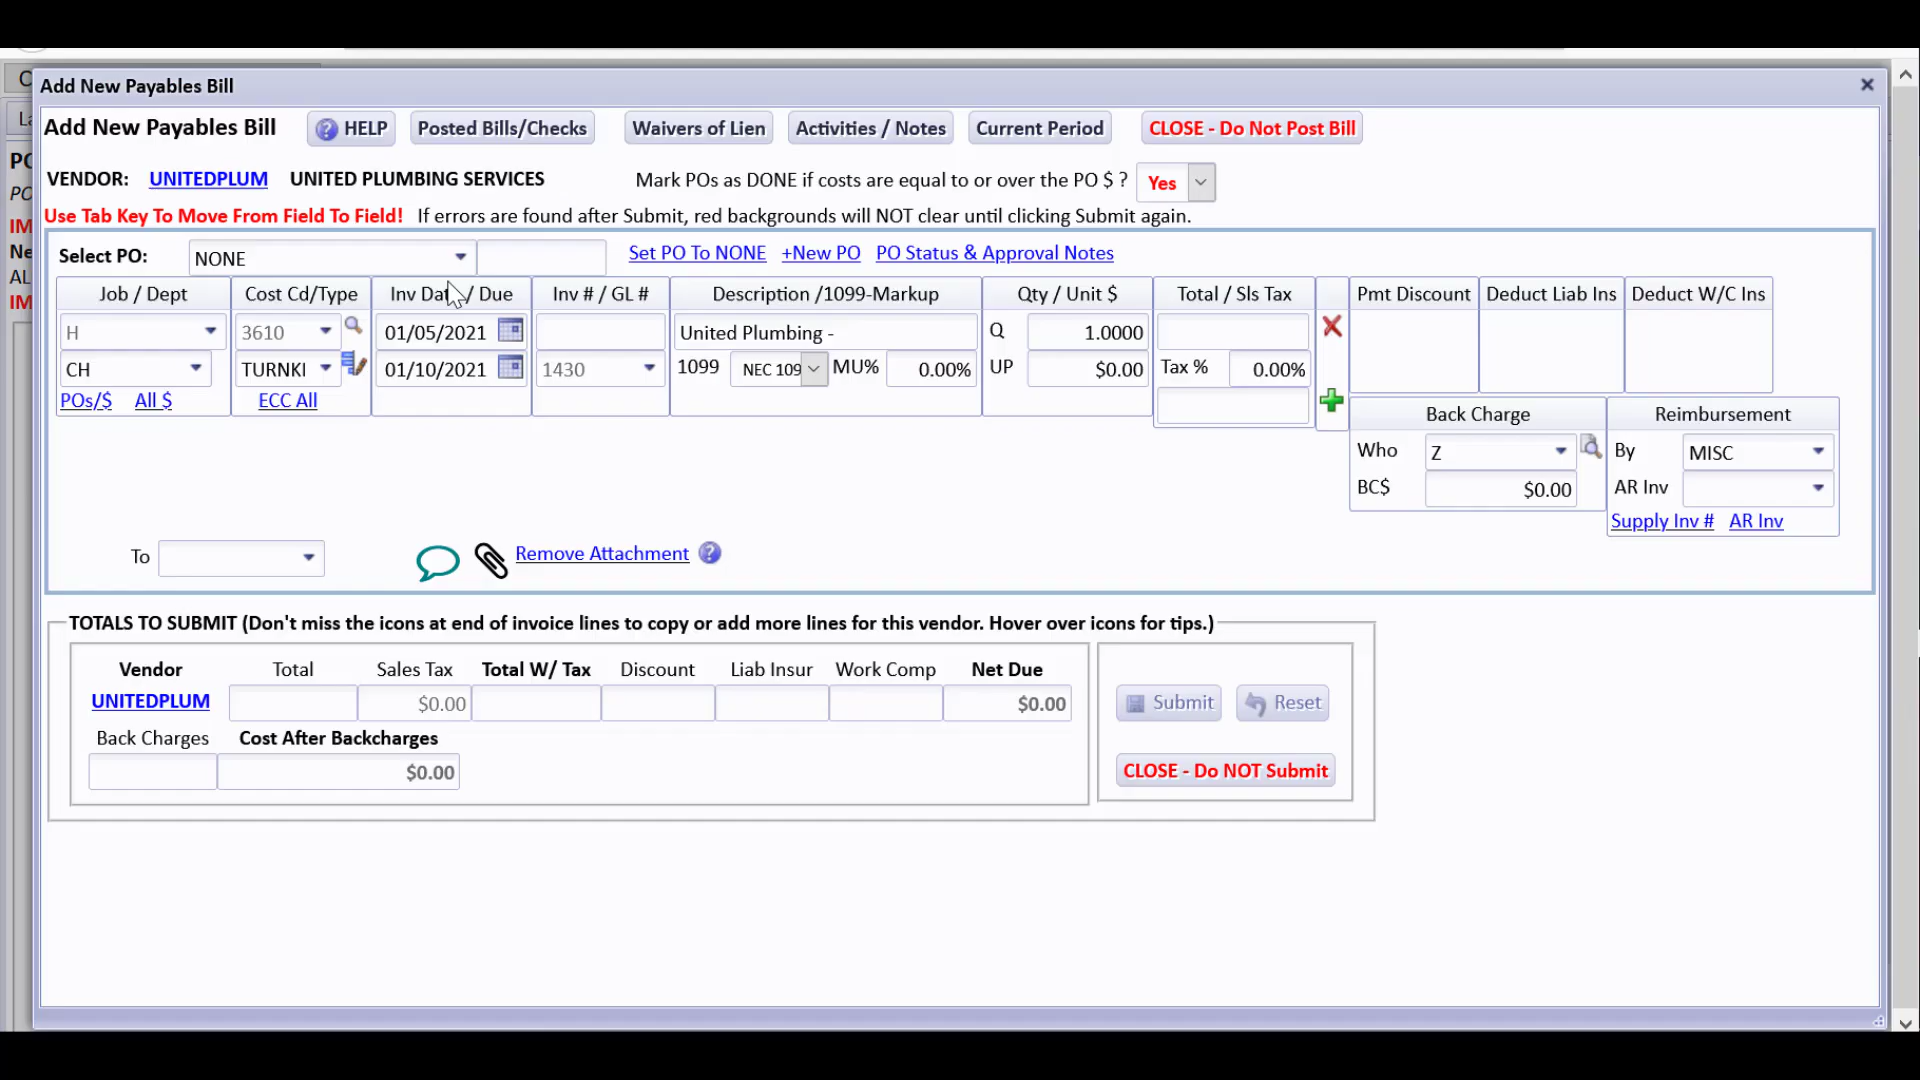 Add New Payables Bill
Add New Payables Bill HELP Posted Bills/Checks Waivers of Lien Activities / Notes Current Period CLOSE - Do Not Post Bill
VENDOR: UNITEDPLUM UNITED PLUMBING SERVICES Mark POs as DONE if costs are equal to or over the PO $ ? Yes
Use Tab Key To Move From Field To Field! If errors are found after Submit, red backgrounds will NOT clear until clicking Submit again.
Select PO: NONE Set PO To NONE +New PO PO Status & Approval Notes
Job / Dept Cost Cd/Type Inv Date / Due Inv # / GL # Description /1099-Markup Qty / Unit $ Total / Sls Tax Pmt Discount Deduct Liab Ins Deduct W/C Ins
H 3610 01/05/2021 United Plumbing - Q 1.0000
CH TURNKI 01/10/2021 1430 1099 NEC 109 MU% 0.00% UP $0.00 Tax % 0.00%
POs/$ All $ ECC All
Back Charge Reimbursement
Who Z By MISC
BC$ $0.00 AR Inv
Supply Inv # AR Inv
To Remove Attachment
TOTALS TO SUBMIT (Don't miss the icons at end of invoice lines to copy or add more lines for this vendor. Hover over icons for tips.)
Vendor Total Sales Tax Total W/ Tax Discount Liab Insur Work Comp Net Due
UNITEDPLUM $0.00 $0.00 Submit Reset
Back Charges Cost After Backcharges
$0.00 CLOSE - Do NOT Submit
PO
IM
Ne
AL
IM